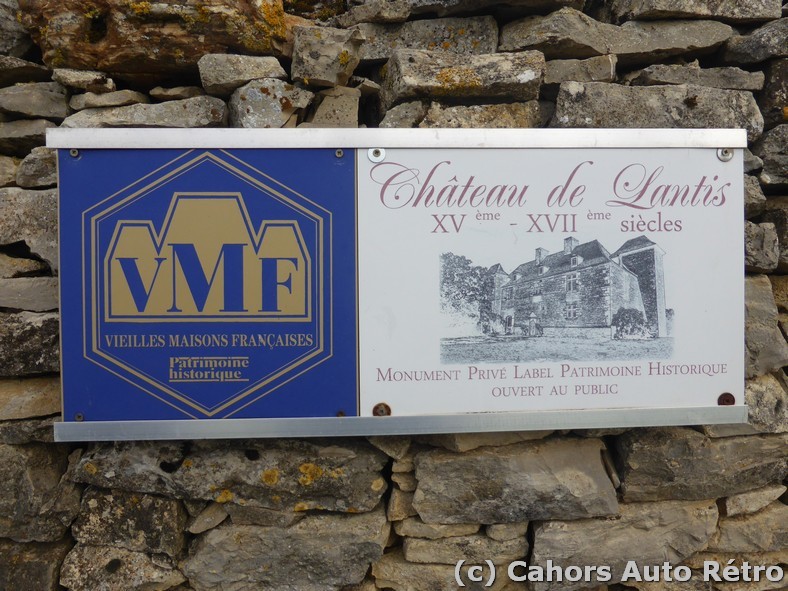 VMF
VIEILLES MAISONS FRANÇAISES
Patrimoine
historique
Château de Lantis
XV ème - XVII ème siècles
Monument Privé Label Patrimoine Historique
ouvert au public
(c) Cahors Auto Rétro